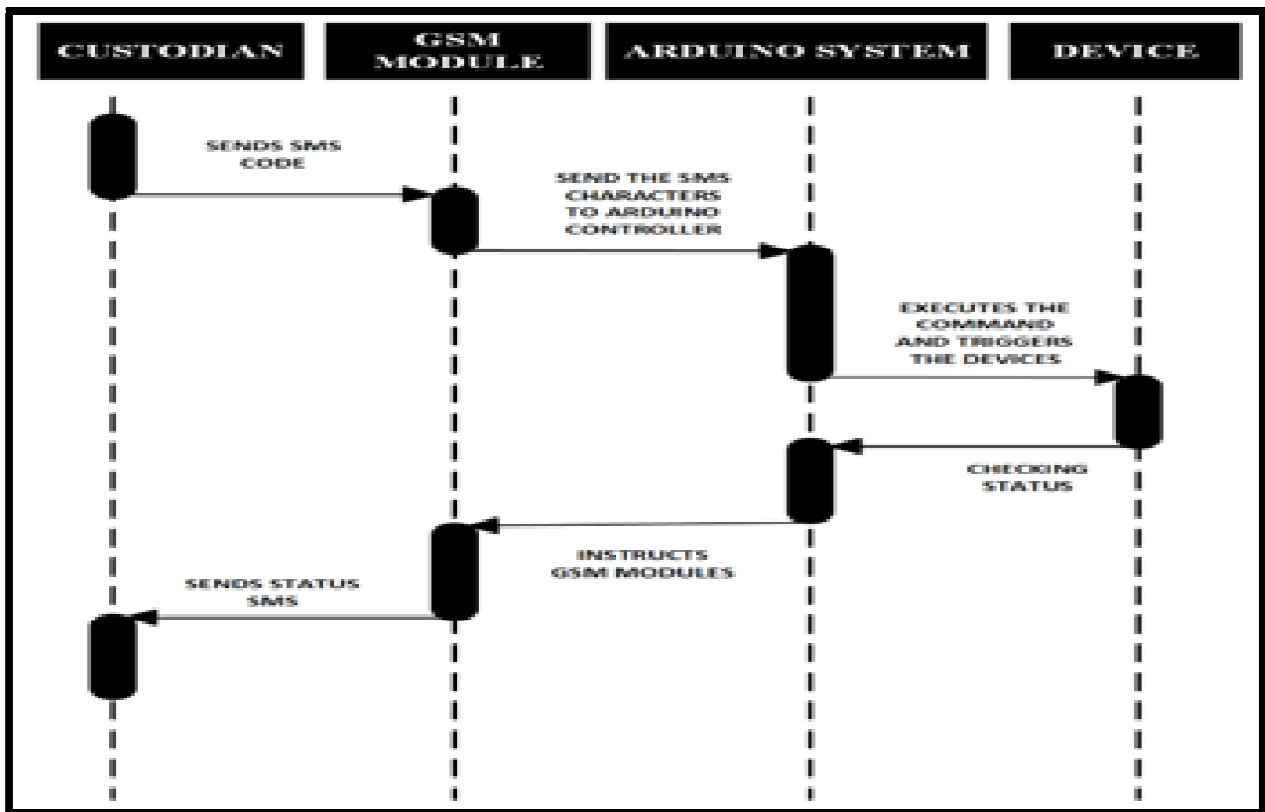 CUSTODIAN
GSM
MODULE
ARDUINO SYSTEM
DEVICE
SENDS SMS
CODE
SEND THE SMS
CHARACTERS
TO ARDUINO
CONTROLLER
EXECUTES THE
COMMAND
AND TRIGGERS
THE DEVICES
CHECKING
STATUS
INSTRUCTS
GSM MODULES
SENDS STATUS
SMS